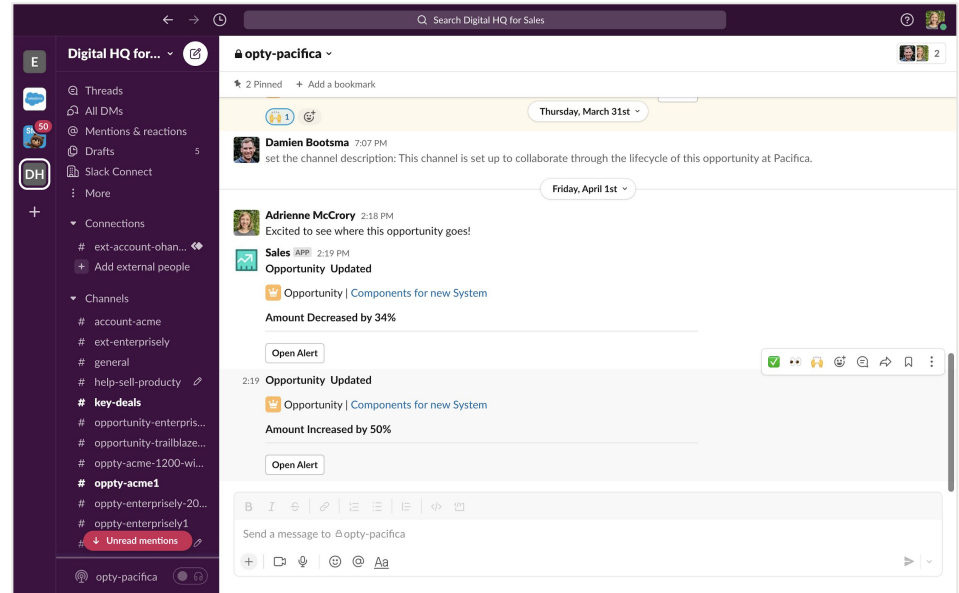 Search Digital HQ for Sales
E
50
DH
Digital HQ for...
Threads
All DMs
@ Mentions & reactions
Drafts 5
Slack Connect
More
Connections
# ext-account-ohan...
+ Add external people
Channels
# account-acme
# ext-enterprisely
# general
# help-sell-producty
# key-deals
# opportunity-enterpris...
# opportunity-trailblaze...
# oppty-acme-1200-wi...
# oppty-acme1
# oppty-enterprisely-20...
# oppty-enterprisely1
#
↓ Unread mentions
opty-pacifica
opty-pacifica
2
2 Pinned + Add a bookmark
1
Thursday, March 31st
Damien Bootsma 7:07 PM
set the channel description: This channel is set up to collaborate through the lifecycle of this opportunity at Pacifica.
Friday, April 1st
Adrienne McCrory 2:18 PM
Excited to see where this opportunity goes!
Sales APP 2:19 PM
Opportunity Updated
Opportunity | Components for new System
Amount Decreased by 34%
Open Alert
2:19 Opportunity Updated
Opportunity | Components for new System
Amount Increased by 50%
Open Alert
B I S
Send a message to opty-pacifica
+ @ Aa